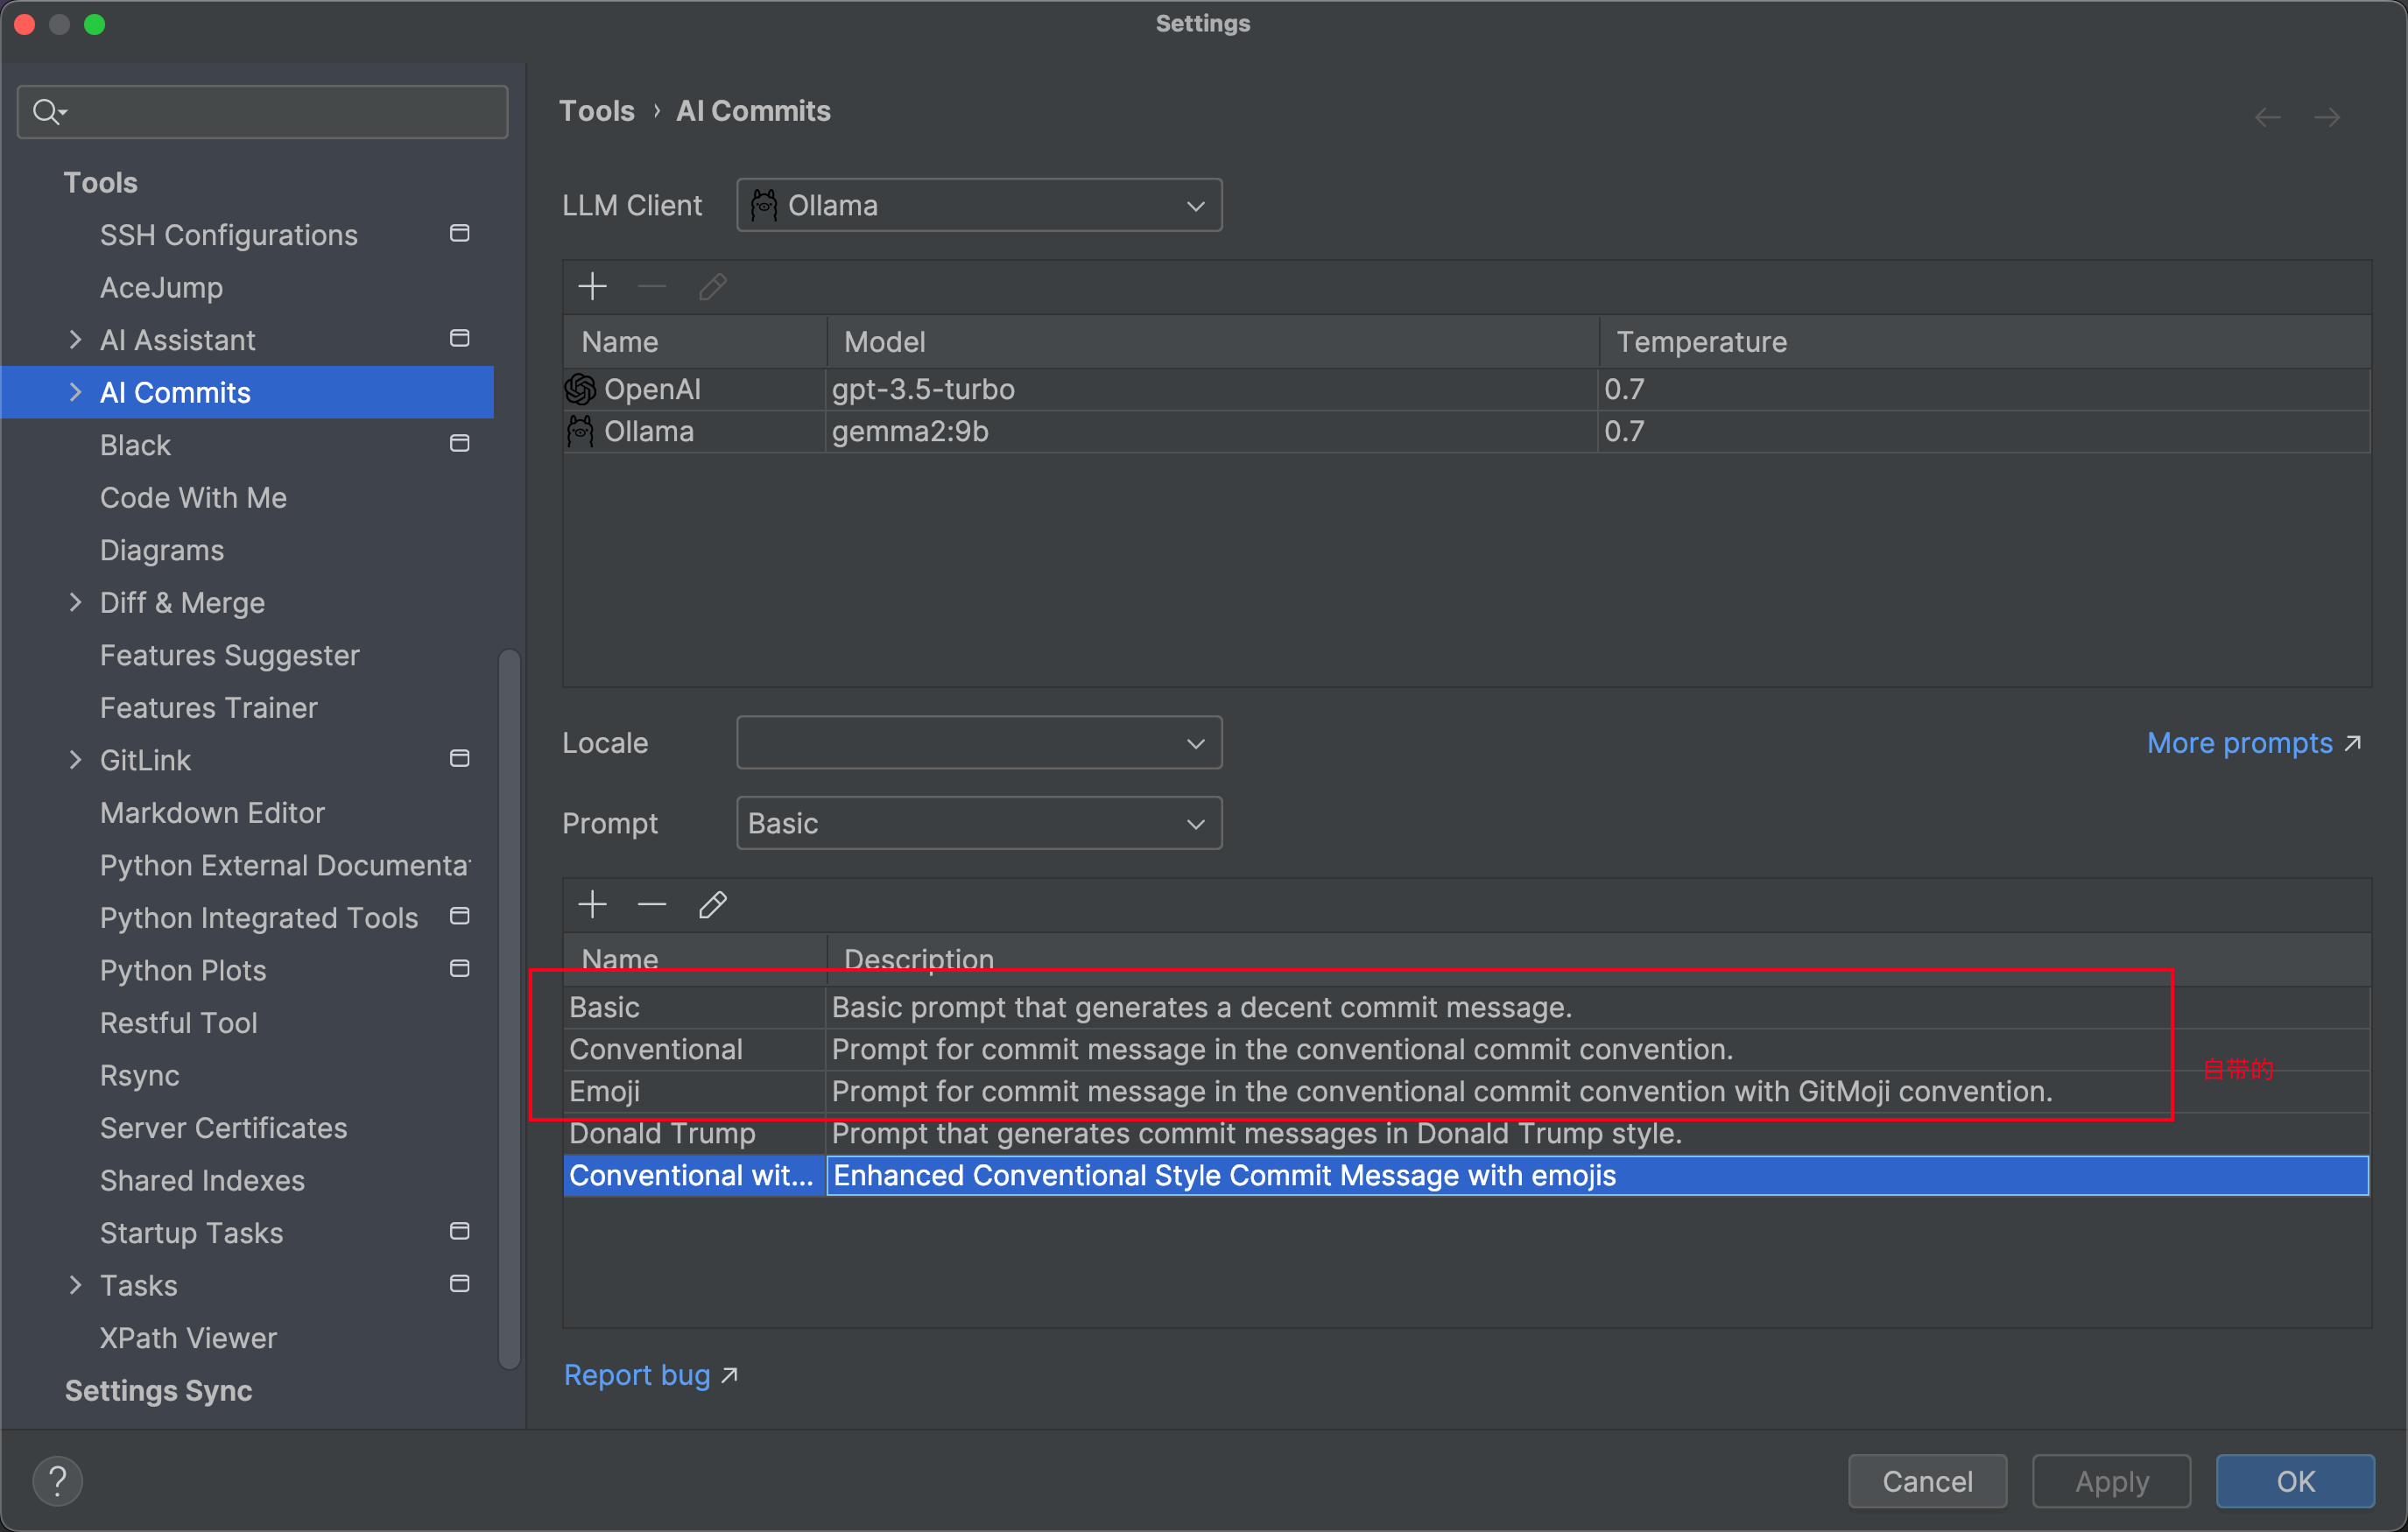 Settings
Tools › AI Commits
Tools
SSH Configurations
AceJump
AI Assistant
AI Commits
Black
Code With Me
Diagrams
Diff & Merge
Features Suggester
Features Trainer
GitLink
Markdown Editor
Python External Documenta
Python Integrated Tools
Python Plots
Restful Tool
Rsync
Server Certificates
Shared Indexes
Startup Tasks
Tasks
XPath Viewer
Settings Sync
LLM Client Ollama
Name Model Temperature
OpenAI gpt-3.5-turbo 0.7
Ollama gemma2:9b 0.7
Locale
More prompts ↗
Prompt Basic
Name Description
Basic Basic prompt that generates a decent commit message.
Conventional Prompt for commit message in the conventional commit convention.
自带的
Emoji Prompt for commit message in the conventional commit convention with GitMoji convention.
Donald Trump Prompt that generates commit messages in Donald Trump style.
Conventional wit... Enhanced Conventional Style Commit Message with emojis
Report bug ↗
?
Cancel
Apply
OK